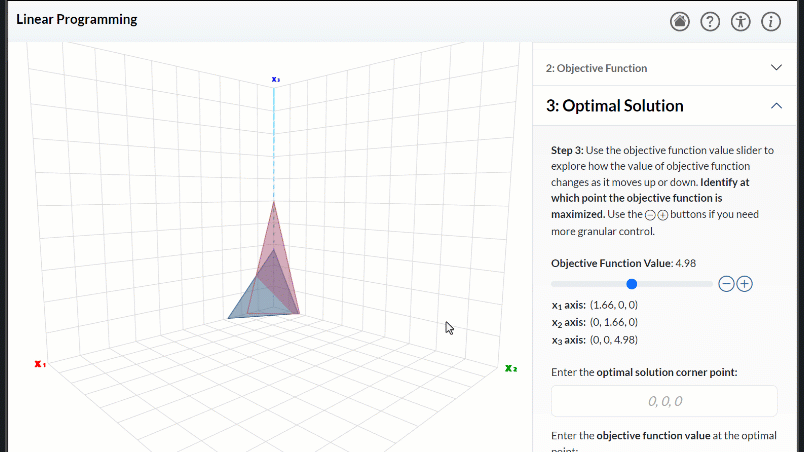 Linear Programming
2: Objective Function
3: Optimal Solution
Step 3: Use the objective function value slider to
explore how the value of objective function
changes as it moves up or down. Identify at
which point the objective function is
maximized. Use the ⊖⊕ buttons if you need
more granular control.
Objective Function Value: 4.98
x₁ axis: (1.66, 0, 0)
x₂ axis: (0, 1.66, 0)
x₃ axis: (0, 0, 4.98)
Enter the optimal solution corner point:
0, 0, 0
Enter the objective function value at the optimal
point:
x₃
x₁
x₂